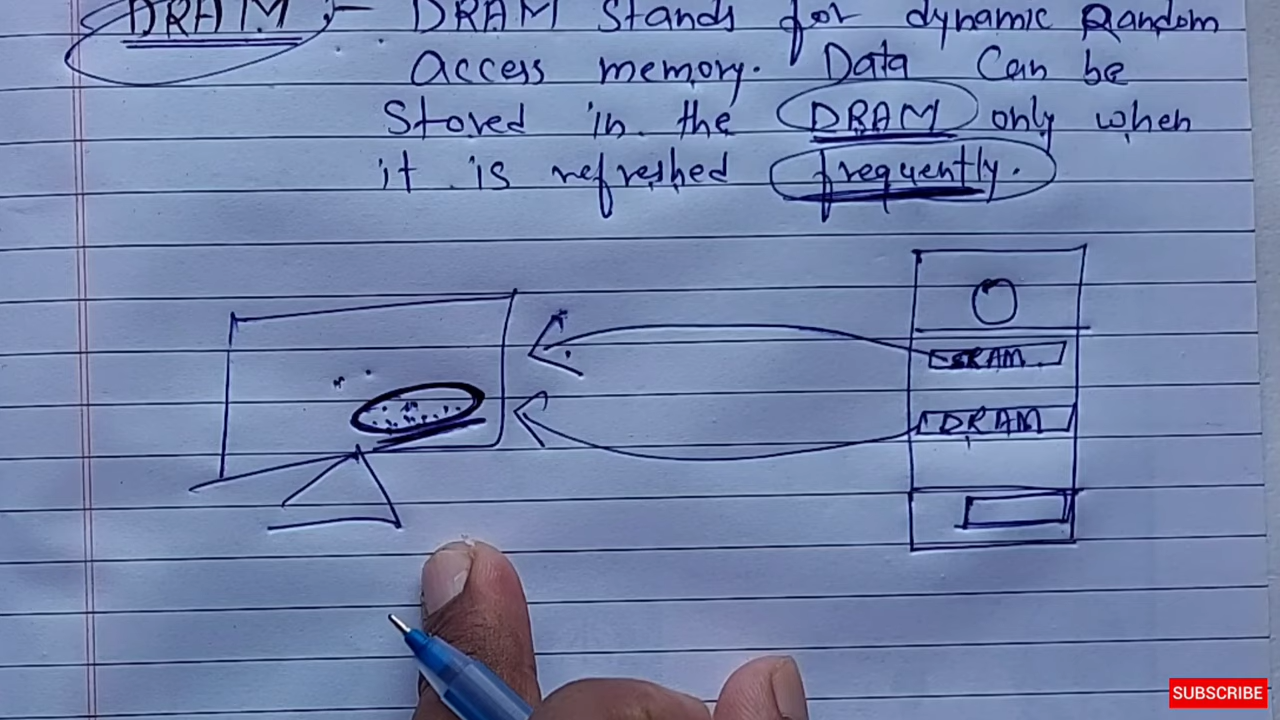 DRAM :- DRAM Stands for dynamic Random
Access memory. Data Can be
Stored in the DRAM only when
it is refreshed frequently.
SRAM
DRAM
SUBSCRIBE